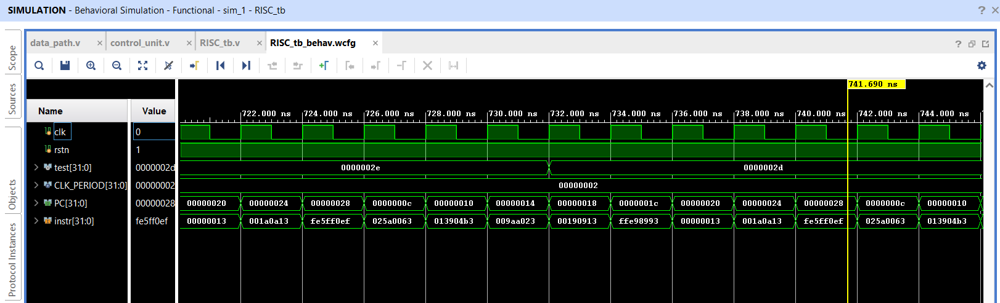 SIMULATION - Behavioral Simulation - Functional - sim_1 - RISC_tb
Scope
Sources
Objects
Protocol Instances
data_path.v
control_unit.v
RISC_tb.v
RISC_tb_behav.wcfg
741.690 ns
Name Value
722.000 ns 724.000 ns 726.000 ns 728.000 ns 730.000 ns 732.000 ns 734.000 ns 736.000 ns 738.000 ns 740.000 ns 742.000 ns 744.000 ns
clk 0
rstn 1
test[31:0] 0000002d 0000002e 0000002d
CLK_PERIOD[31:0] 00000002 00000002
PC[31:0] 00000028 00000020 00000024 00000028 0000000c 00000010 00000014 00000018 0000001c 00000020 00000024 00000028 0000000c 00000010
instr[31:0] fe5ff0ef 00000013 001a0a13 fe5ff0ef 025a0063 013904b3 009aa023 00190913 ffe98993 00000013 001a0a13 fe5ff0ef 025a0063 013904b3